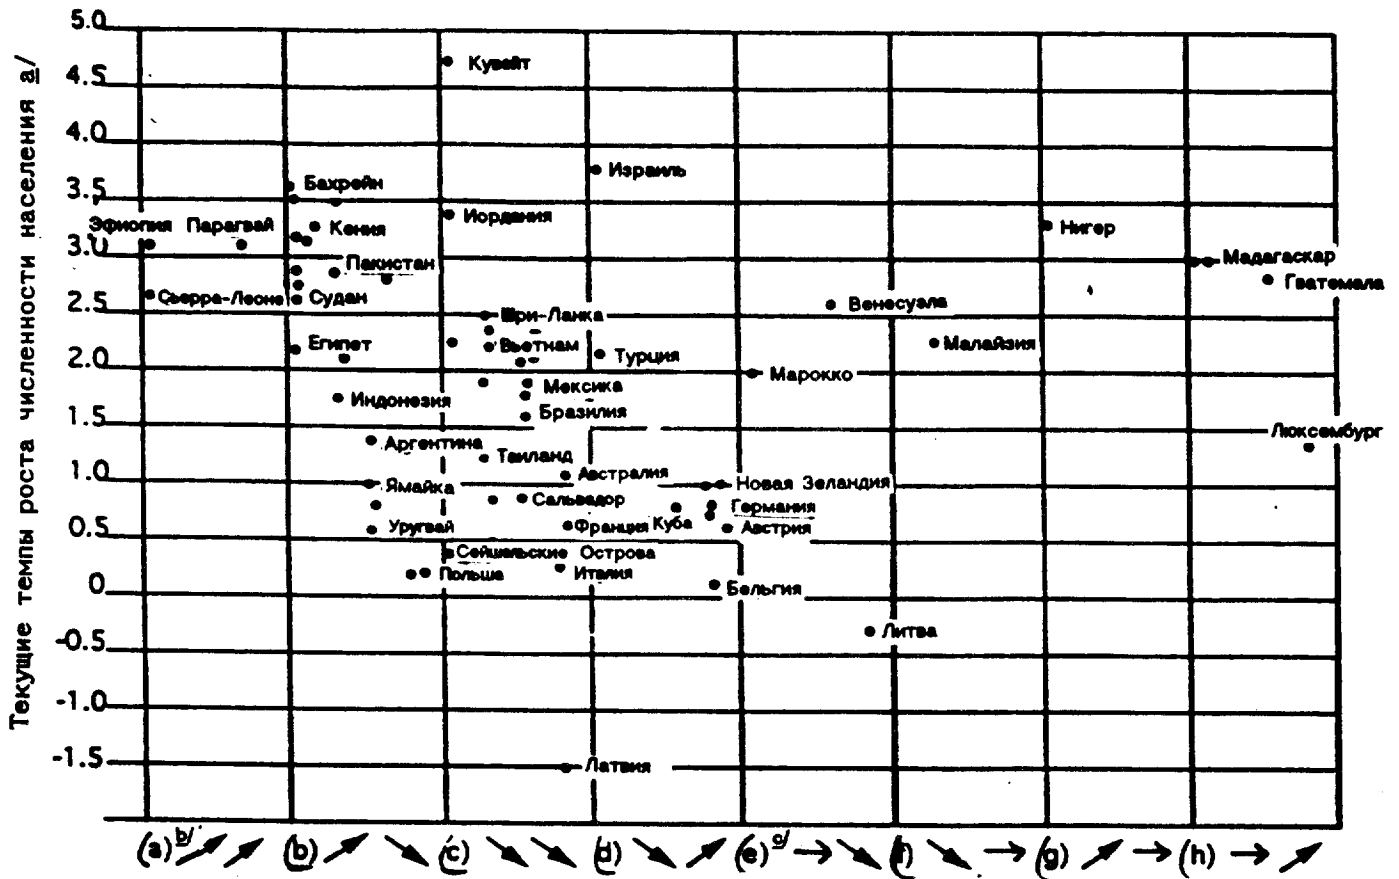 Текущие темпы роста численности населения a/
5.0
4.5
Кувейт
4.0
Израиль
3.5
Бахрейн
Иордания
Эфиопия Парагвай
Кения
Нигер
3.0
Пакистан
Мадагаскар
Гватемала
Сьерра-Леоне
Судан
2.5
Шри-Ланка
Венесуэла
Египет
Вьетнам
Турция
Малайзия
2.0
Марокко
Мексика
Индонезия
Бразилия
1.5
Аргентина
Таиланд
Люксембург
1.0
Австралия
Ямайка
Новая Зеландия
Сальвадор
Германия
Уругвай
Франция Куба
Австрия
0.5
Сейшельские Острова
Польша
Италия
Бельгия
0
Литва
-0.5
-1.0
-1.5
Латвия
(a) b/ (b) (c) (d) (e) c/ (f) (g) (h)